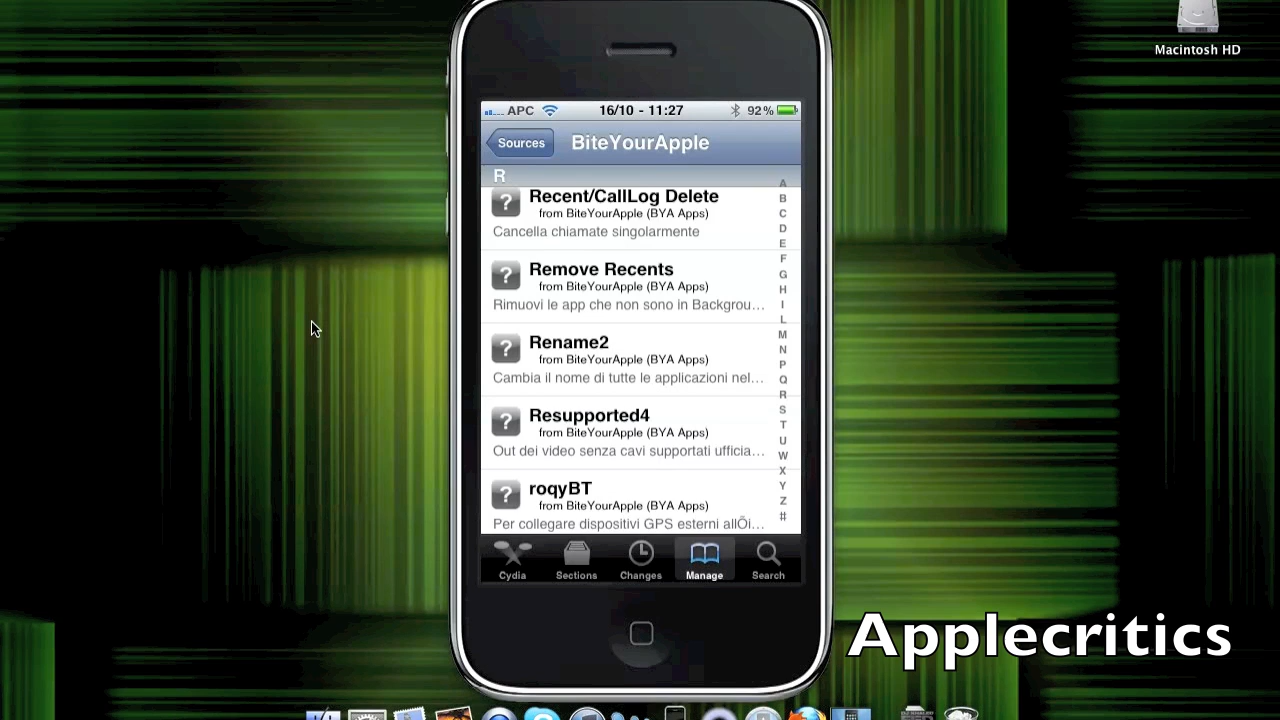 Macintosh HD
APC 16/10 - 11:27 92%
Sources BiteYourApple
R
Recent/CallLog Delete
from BiteYourApple (BYA Apps)
Cancella chiamate singolarmente
Remove Recents
from BiteYourApple (BYA Apps)
Rimuovi le app che non sono in Backgrou...
Rename2
from BiteYourApple (BYA Apps)
Cambia il nome di tutte le applicazioni nel...
Resupported4
from BiteYourApple (BYA Apps)
Out dei video senza cavi supportati ufficia...
roqyBT
from BiteYourApple (BYA Apps)
Per collegare dispositivi GPS esterni allÕi...
A
B
C
D
E
F
G
H
I
L
M
N
P
Q
R
S
T
U
W
X
Y
Z
#
Cydia Sections Changes Manage Search
Applecritics